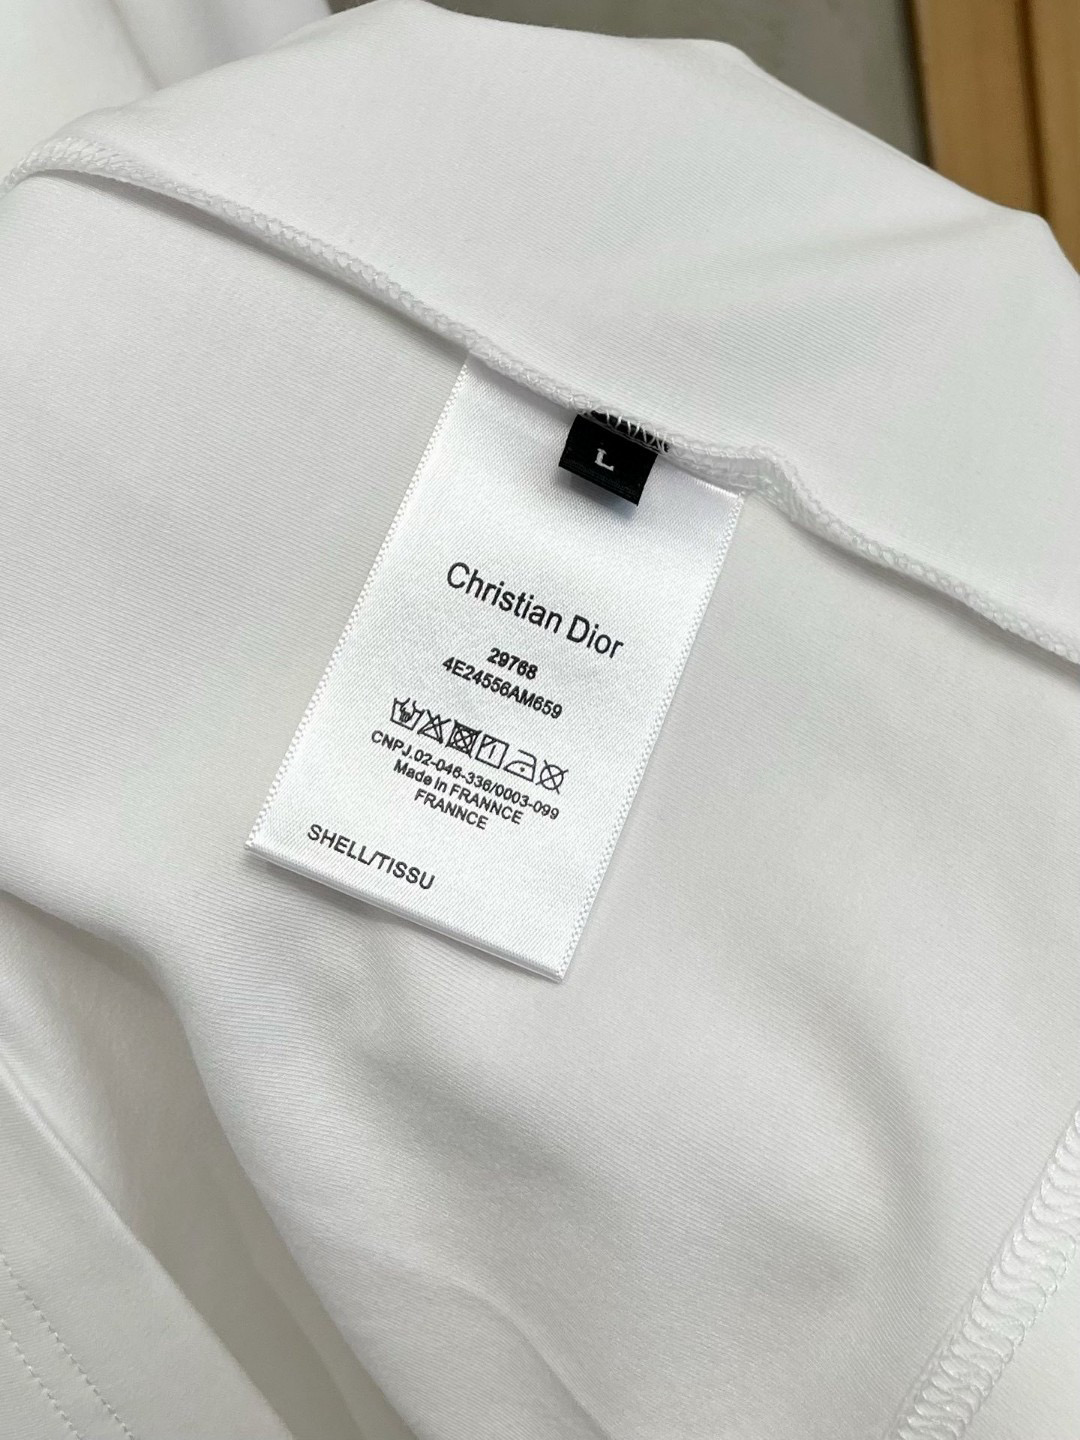 L
Christian Dior
29768
4E24556AM659
CNPJ.02-046-336/0003-099
Made In FRANNCE
FRANNCE
SHELL/TISSU